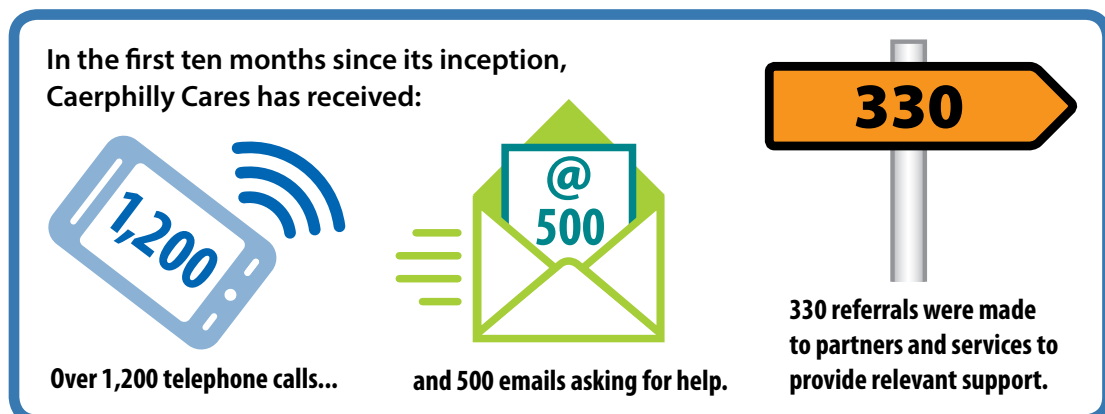 In the first ten months since its inception,
Caerphilly Cares has received:
1,200
Over 1,200 telephone calls...
@
500
and 500 emails asking for help.
330
330 referrals were made
to partners and services to
provide relevant support.